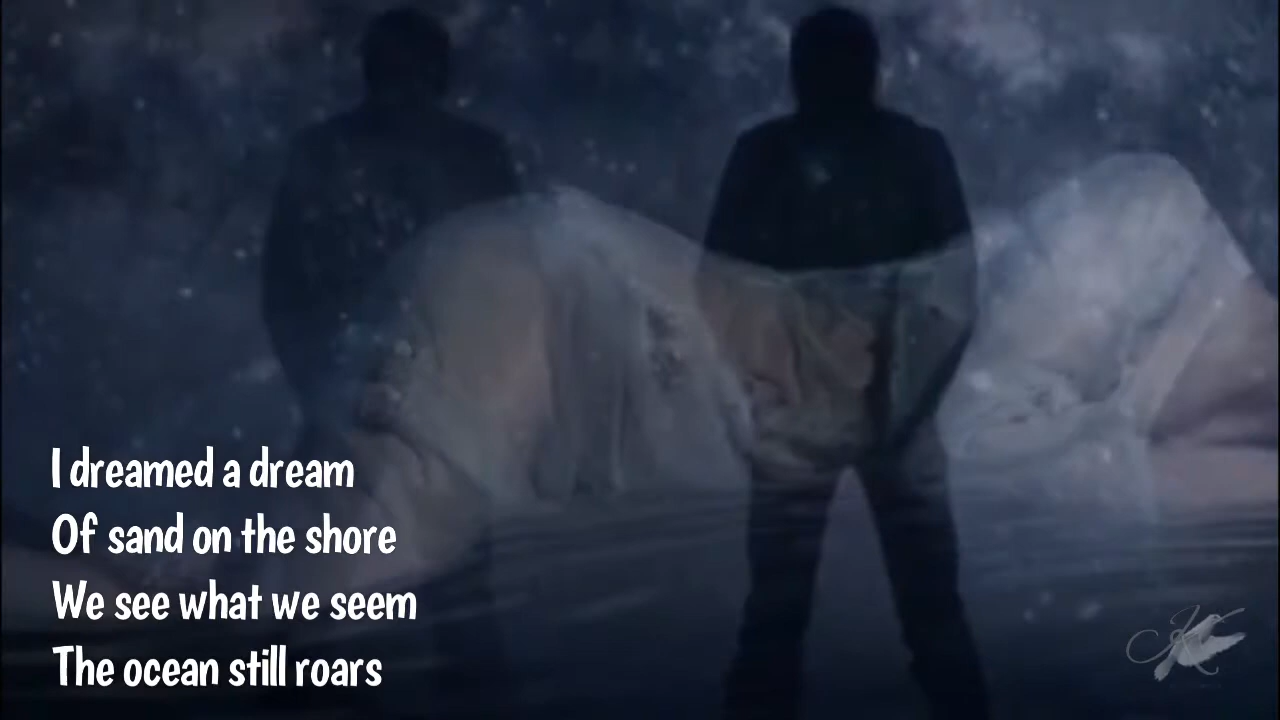 I dreamed a dream
Of sand on the shore
We see what we seem
The ocean still roars